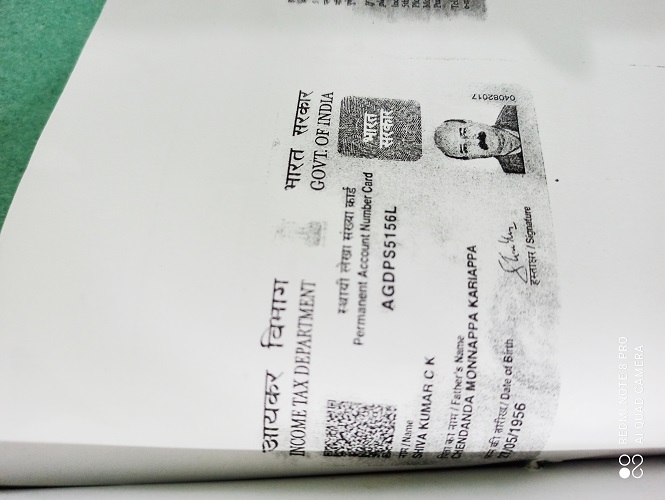 आयकर विभाग
INCOME TAX DEPARTMENT
भारत सरकार
GOVT. OF INDIA
स्थायी लेखा संख्या कार्ड
Permanent Account Number Card
AGDPS5156L
भारत
सरकार
/ Name
SHIVA KUMAR C K
का नाम / Father's Name
CHENDANDA MONNAPPA KARIAPPA
की तारीख / Date of Birth
/05/1956
हस्ताक्षर / Signature
04082017
REDMI NOTE 8 PRO
AI QUAD CAMERA